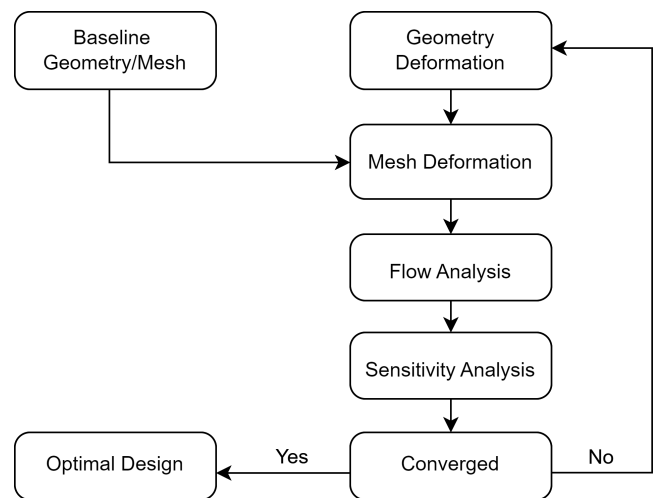 Baseline
Geometry/Mesh
Geometry
Deformation
Mesh Deformation
Flow Analysis
Sensitivity Analysis
Optimal Design
Yes
Converged
No